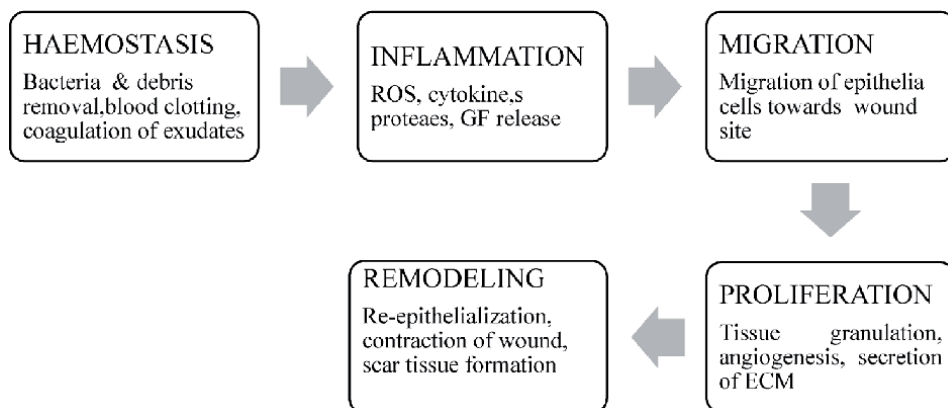 HAEMOSTASIS
Bacteria & debris
removal,blood clotting,
coagulation of exudates
INFLAMMATION
ROS, cytokine,s
proteaes, GF release
MIGRATION
Migration of epithelia
cells towards wound
site
PROLIFERATION
Tissue granulation,
angiogenesis, secretion
of ECM
REMODELING
Re-epithelialization,
contraction of wound,
scar tissue formation